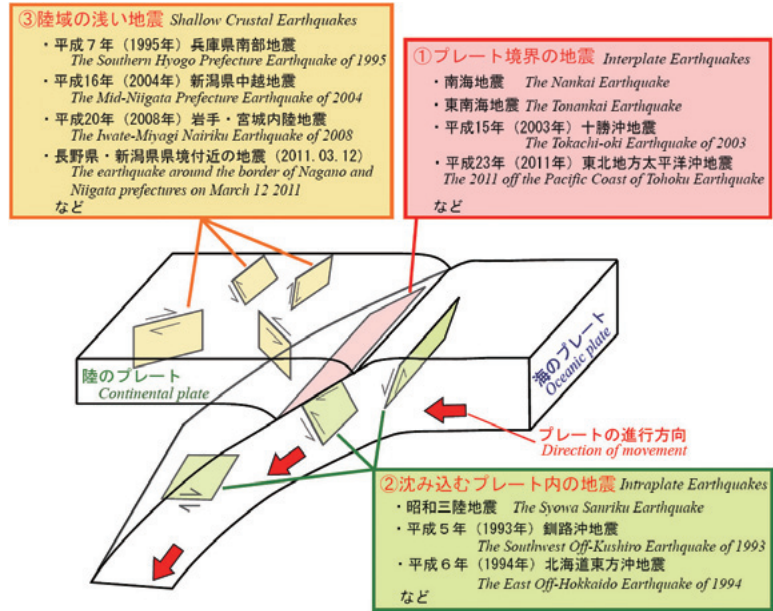 ③陸域の浅い地震 Shallow Crustal Earthquakes
・平成7年（1995年）兵庫県南部地震
The Southern Hyogo Prefecture Earthquake of 1995
・平成16年（2004年）新潟県中越地震
The Mid-Niigata Prefecture Earthquake of 2004
・平成20年（2008年）岩手・宮城内陸地震
The Iwate-Miyagi Nairiku Earthquake of 2008
・長野県・新潟県県境付近の地震（2011.03.12）
The earthquake around the border of Nagano and
Niigata prefectures on March 12 2011
など
①プレート境界の地震 Interplate Earthquakes
・南海地震 The Nankai Earthquake
・東南海地震 The Tonankai Earthquake
・平成15年（2003年）十勝沖地震
The Tokachi-oki Earthquake of 2003
・平成23年（2011年）東北地方太平洋沖地震
The 2011 off the Pacific Coast of Tohoku Earthquake
など
陸のプレート
Continental plate
海のプレート
Oceanic plate
プレートの進行方向
Direction of movement
②沈み込むプレート内の地震 Intraplate Earthquakes
・昭和三陸地震 The Syowa Sanriku Earthquake
・平成5年（1993年）釧路沖地震
The Southwest Off-Kushiro Earthquake of 1993
・平成6年（1994年）北海道東方沖地震
The East Off-Hokkaido Earthquake of 1994
など